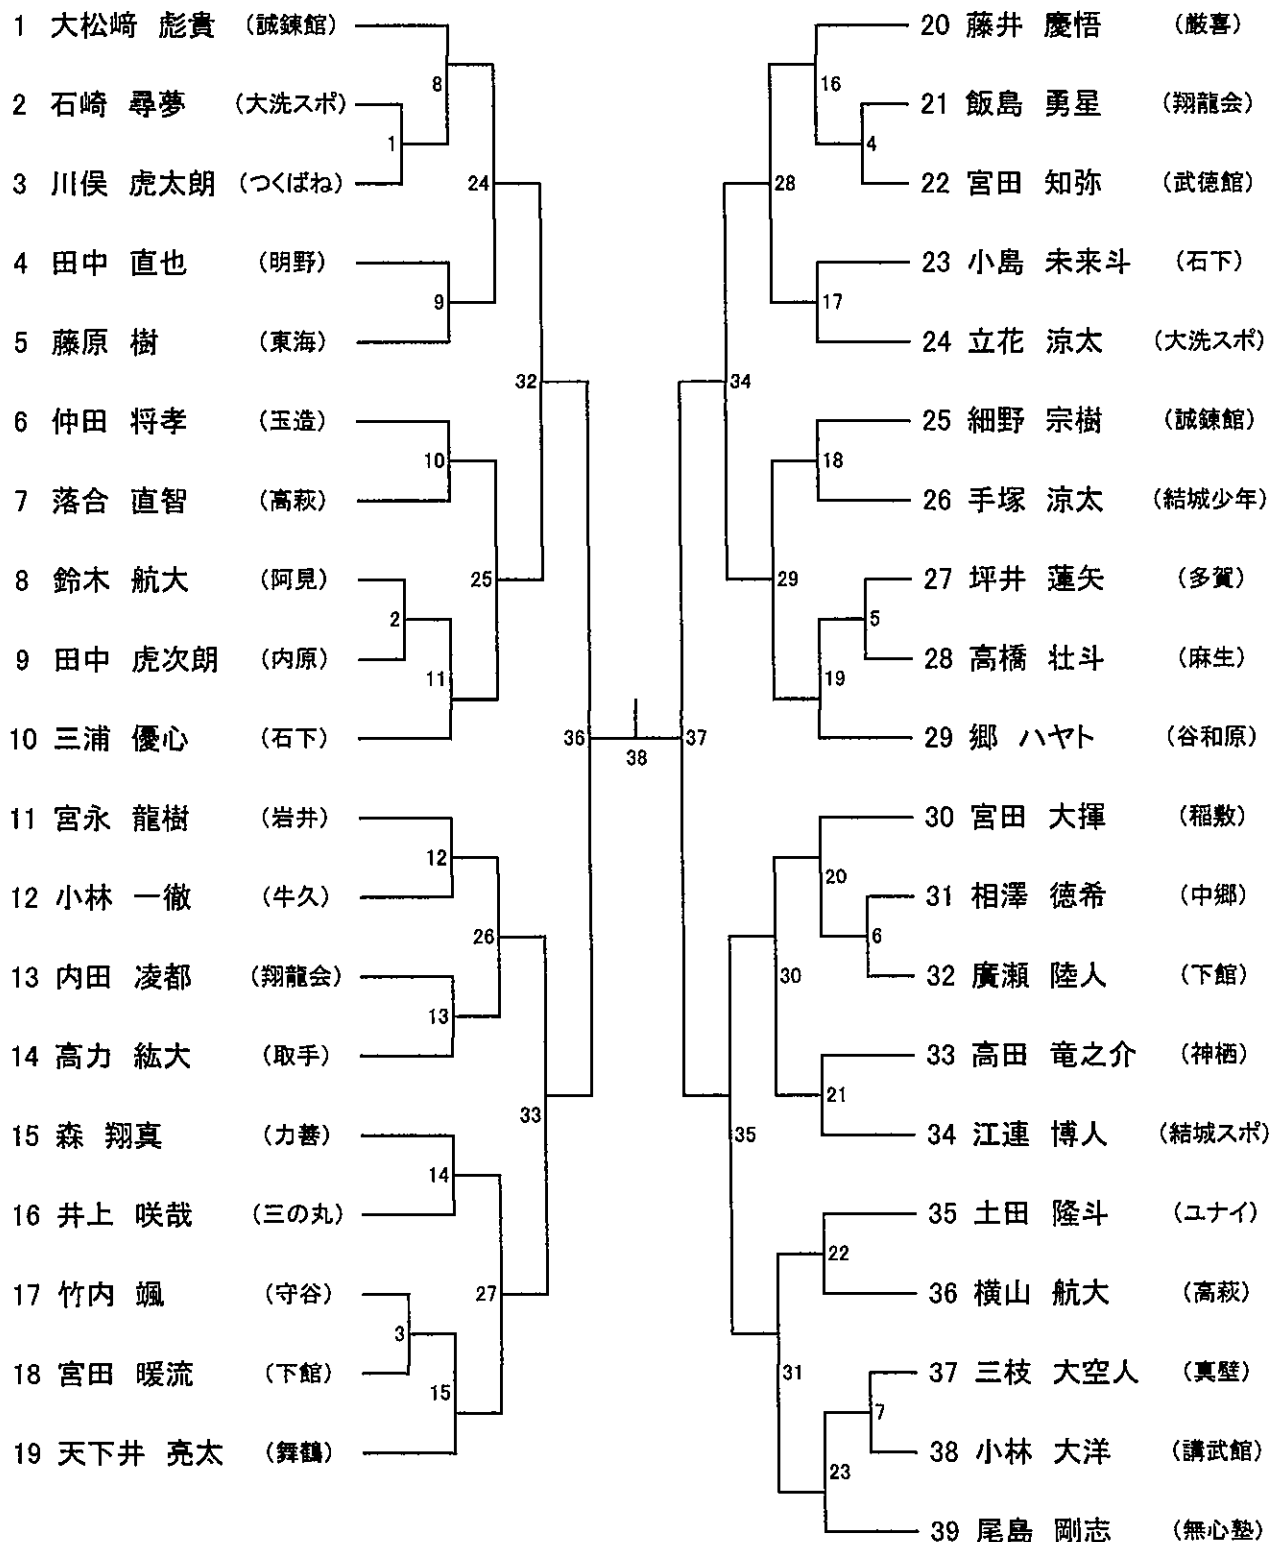 1 大松﨑 彪貴 (誠錬館)
2 石崎 尋夢 (大洗スポ)
3 川俣 虎太朗 (つくばね)
4 田中 直也 (明野)
5 藤原 樹 (東海)
6 仲田 将孝 (玉造)
7 落合 直智 (高萩)
8 鈴木 航大 (阿見)
9 田中 虎次朗 (内原)
10 三浦 優心 (石下)
11 宮永 龍樹 (岩井)
12 小林 一徹 (牛久)
13 内田 凌都 (翔龍会)
14 高力 紘大 (取手)
15 森 翔真 (力善)
16 井上 咲哉 (三の丸)
17 竹内 颯 (守谷)
18 宮田 暖流 (下館)
19 天下井 亮太 (舞鶴)
8
1
24
9
32
10
25
2
11
36
12
26
13
33
14
27
3
15
38
37
16
4
28
17
34
18
29
5
19
20
6
30
21
35
22
31
7
23
20 藤井 慶悟 (厳喜)
21 飯島 勇星 (翔龍会)
22 宮田 知弥 (武徳館)
23 小島 未来斗 (石下)
24 立花 涼太 (大洗スポ)
25 細野 宗樹 (誠錬館)
26 手塚 涼太 (結城少年)
27 坪井 蓮矢 (多賀)
28 高橋 壮斗 (麻生)
29 郷 ハヤト (谷和原)
30 宮田 大揮 (稲敷)
31 相澤 徳希 (中郷)
32 廣瀬 陸人 (下館)
33 高田 竜之介 (神栖)
34 江連 博人 (結城スポ)
35 土田 隆斗 (ユナイ)
36 横山 航大 (高萩)
37 三枝 大空人 (真壁)
38 小林 大洋 (講武館)
39 尾島 剛志 (無心塾)